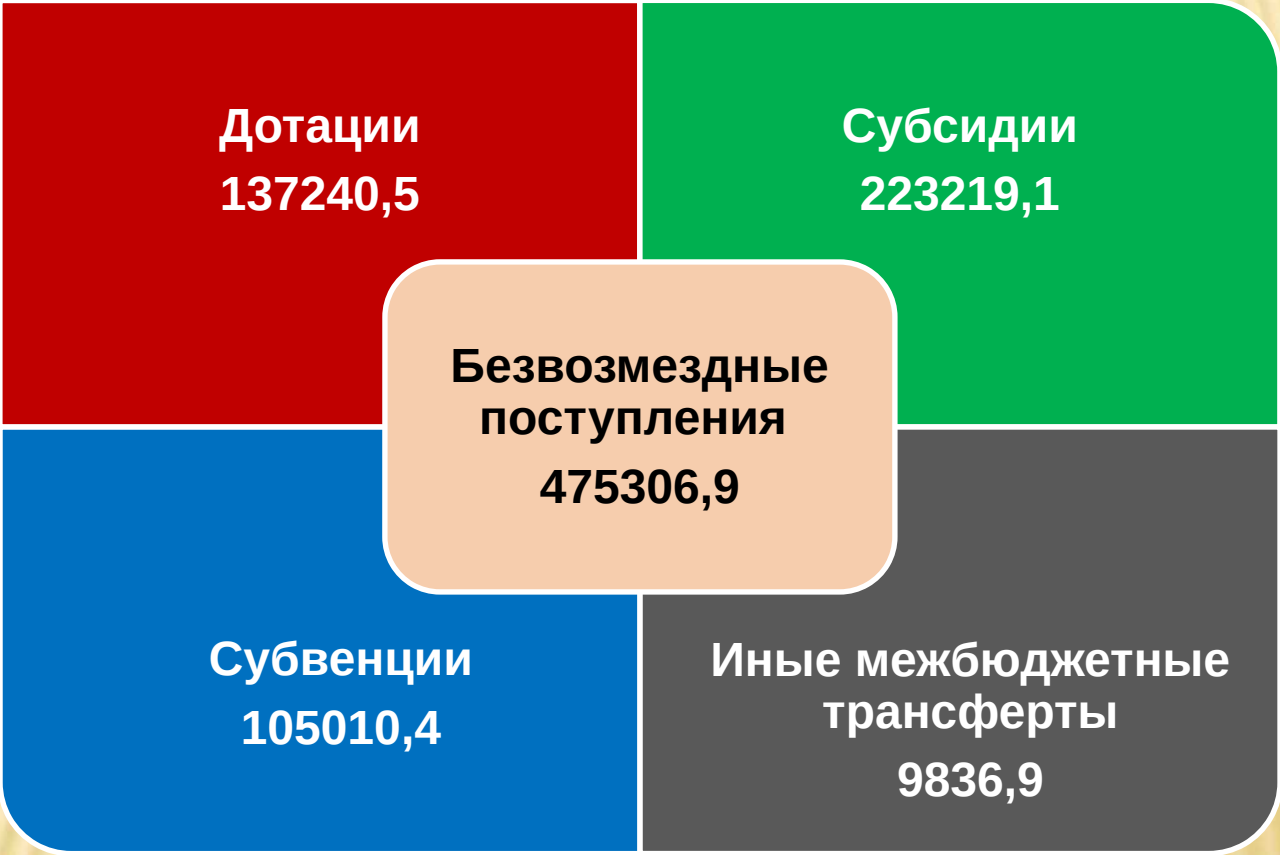 Дотации
137240,5
Субсидии
223219,1
Безвозмездные
поступления
475306,9
Субвенции
105010,4
Иные межбюджетные
трансферты
9836,9